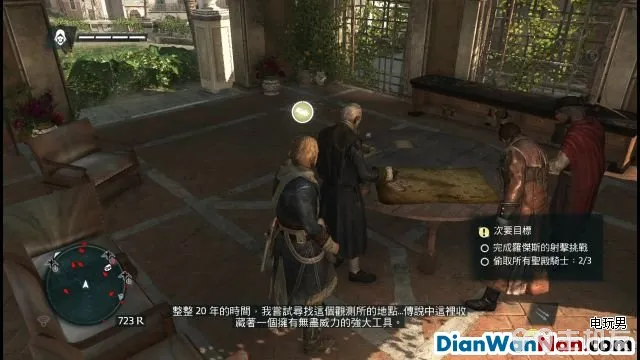 次要目標
完成羅傑斯的射擊挑戰
偷取所有聖殿騎士：2/3
723 R
整整 20 年的時間，我嘗試尋找這個觀測所的地點...傳說中這裡收
藏著一個擁有無盡威力的強大工具。
电玩男
DianWanNan.com